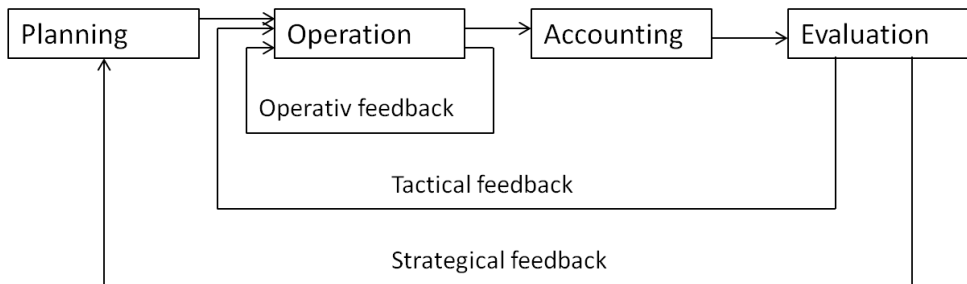 Planning
Operation
Accounting
Evaluation
Operativ feedback
Tactical feedback
Strategical feedback